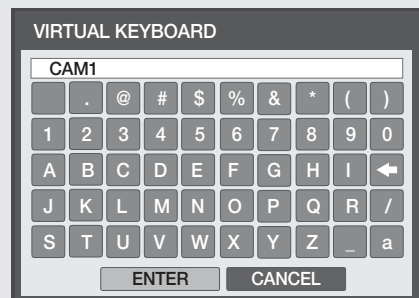 VIRTUAL KEYBOARD
CAM1
. @ # $ % & * ( )
1 2 3 4 5 6 7 8 9 0
A B C D E F G H I ←
J K L M N O P Q R /
S T U V W X Y Z _ a
ENTER CANCEL